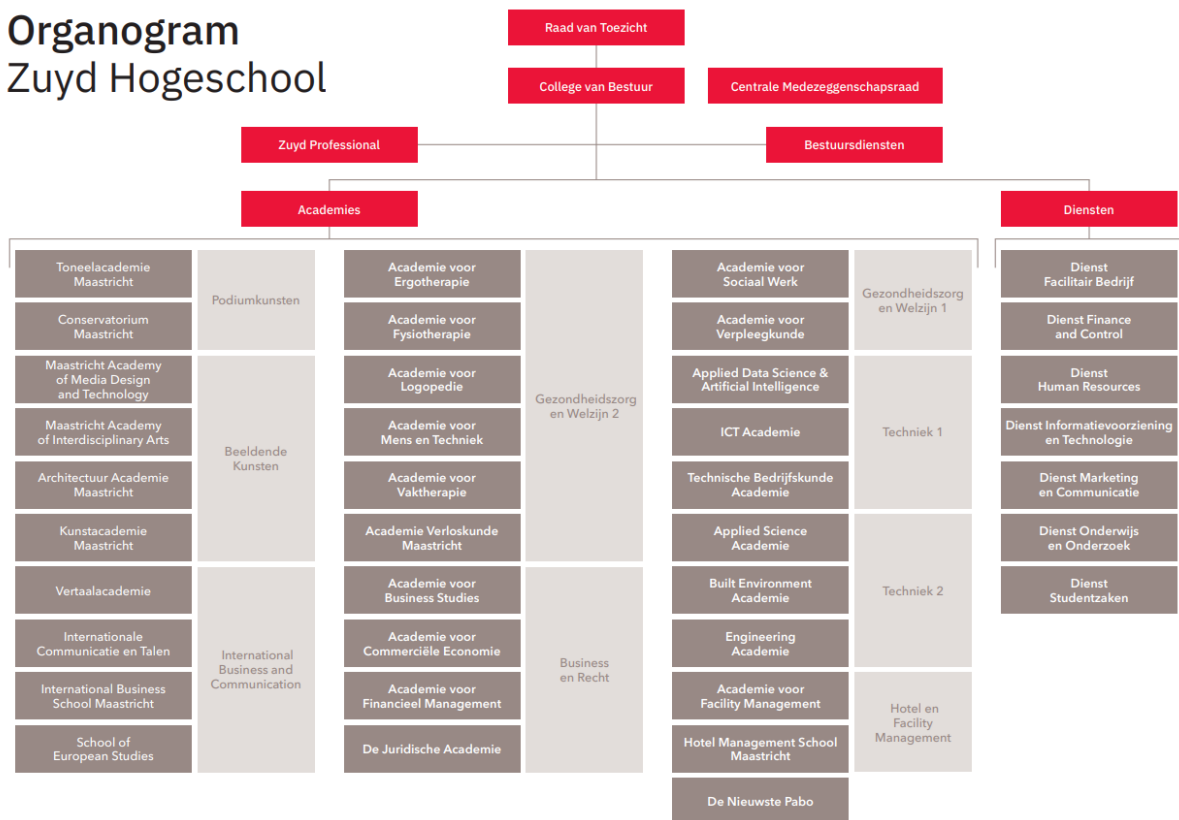 Organogram
Zuyd Hogeschool
Raad van Toezicht
College van Bestuur
Centrale Medezeggenschapsraad
Zuyd Professional
Bestuursdiensten
Academies
Diensten
Toneelacademie
Maastricht
Conservatorium
Maastricht
Podiumkunsten
Maastricht Academy
of Media Design
and Technology
Maastricht Academy
of Interdisciplinary Arts
Architectuur Academie
Maastricht
Kunstacademie
Maastricht
Beeldende
Kunsten
Vertaalacademie
Internationale
Communicatie en Talen
International Business
School Maastricht
School of
European Studies
International
Business and
Communication
Academie voor
Ergotherapie
Academie voor
Fysiotherapie
Academie voor
Logopedie
Academie voor
Mens en Techniek
Academie voor
Vaktherapie
Academie Verloskunde
Maastricht
Gezondheidszorg
en Welzijn 2
Academie voor
Business Studies
Academie voor
Commerciële Economie
Academie voor
Financieel Management
De Juridische Academie
Business
en Recht
Academie voor
Sociaal Werk
Academie voor
Verpleegkunde
Gezondheidszorg
en Welzijn 1
Applied Data Science &
Artificial Intelligence
ICT Academie
Technische Bedrijfskunde
Academie
Techniek 1
Applied Science
Academie
Built Environment
Academie
Engineering
Academie
Techniek 2
Academie voor
Facility Management
Hotel Management School
Maastricht
Hotel en
Facility
Management
De Nieuwste Pabo
Dienst
Facilitair Bedrijf
Dienst Finance
and Control
Dienst
Human Resources
Dienst Informatievoorziening
en Technologie
Dienst Marketing
en Communicatie
Dienst Onderwijs
en Onderzoek
Dienst
Studentzaken